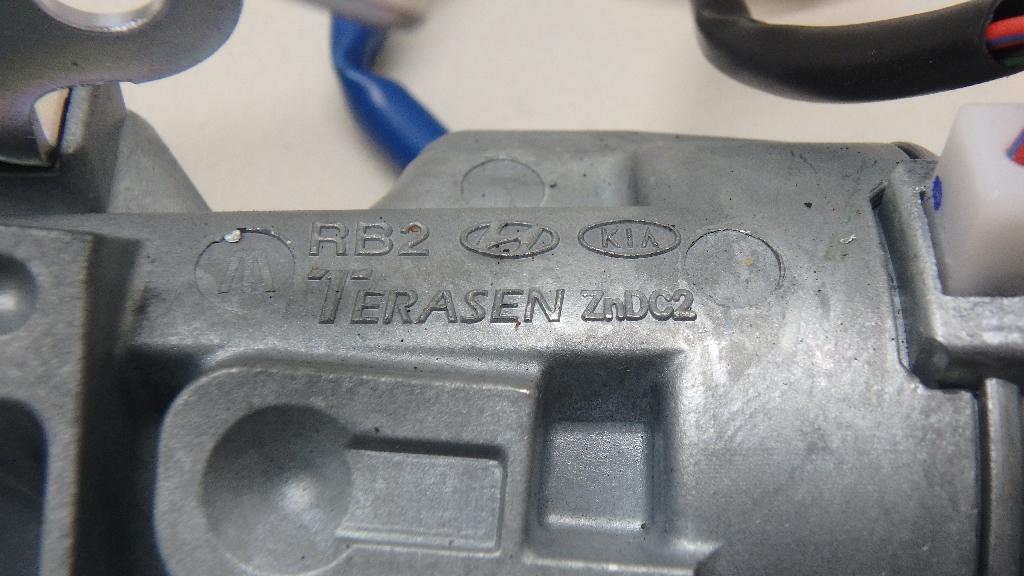 RB2 KIA
TERASEN ZnDC2